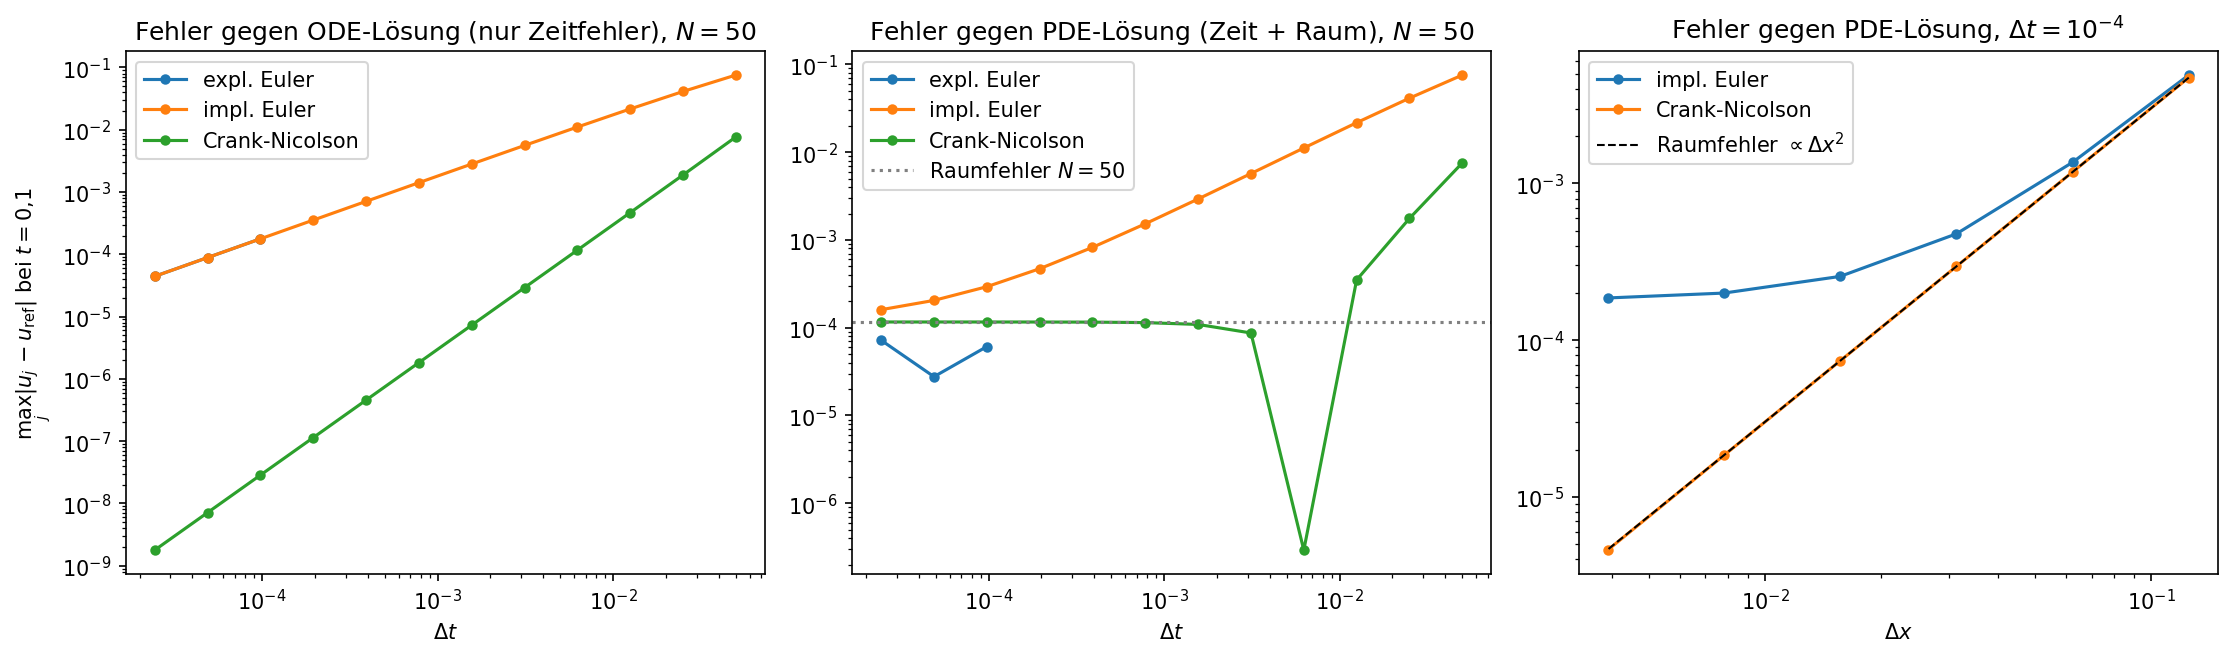 Fehler gegen ODE-Lösung (nur Zeitfehler), N = 50
expl. Euler
impl. Euler
Crank-Nicolson
10⁻¹
10⁻²
10⁻³
10⁻⁴
10⁻⁵
10⁻⁶
10⁻⁷
10⁻⁸
10⁻⁹
max_j |u_j − u_ref| bei t = 0,1
10⁻⁴
10⁻³
10⁻²
Δt
Fehler gegen PDE-Lösung (Zeit + Raum), N = 50
expl. Euler
impl. Euler
Crank-Nicolson
Raumfehler N = 50
10⁻¹
10⁻²
10⁻³
10⁻⁴
10⁻⁵
10⁻⁶
10⁻⁴
10⁻³
10⁻²
Δt
Fehler gegen PDE-Lösung, Δt = 10⁻⁴
impl. Euler
Crank-Nicolson
Raumfehler ∝ Δx²
10⁻³
10⁻⁴
10⁻⁵
10⁻²
10⁻¹
Δx